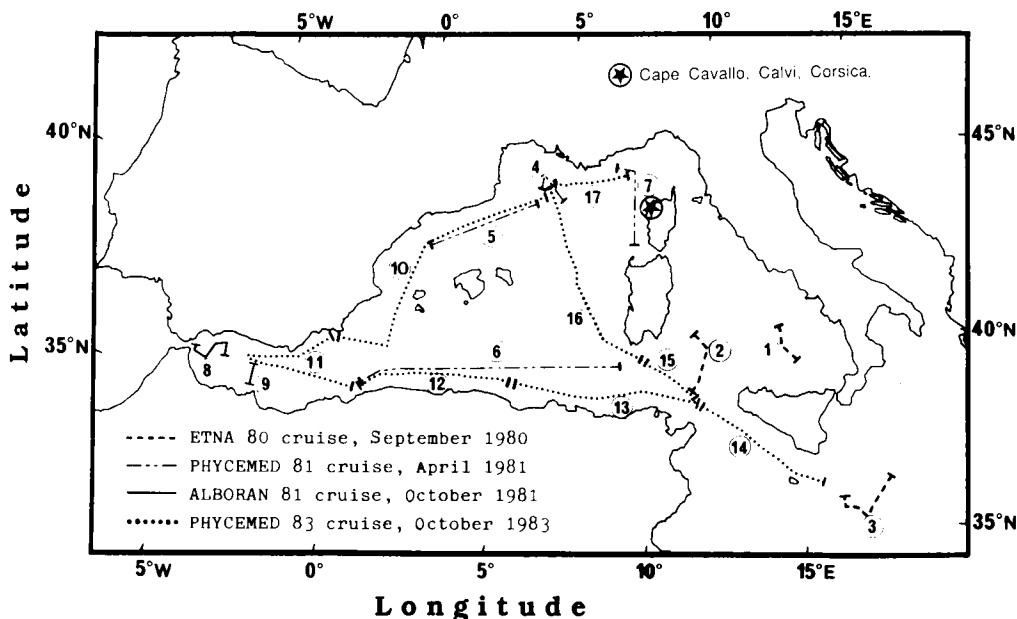 5°W 0° 5°E 10°E 15°E
Cape Cavallo. Calvi, Corsica.
40°N
45°N
4
7
17
5
10
16
Latitude
35°N
40°N
6
1
2
8
11
15
9
12
13
ETNA 80 cruise, September 1980
14
PHYCEMED 81 cruise, April 1981
ALBORAN 81 cruise, October 1981
PHYCEMED 83 cruise, October 1983
3
35°N
5°W 0° 5°E 10°E 15°E
Longitude